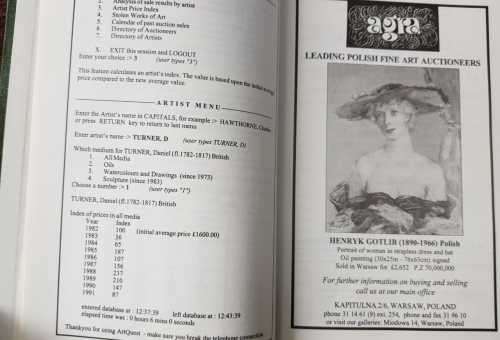 2. Analysis of sale results by artist
3. Artist Price Index
4. Stolen Works of Art
5. Calendar of past auction sales
6. Directory of Auctioneers
7. Directory of Artists
X. EXIT this session and LOGOUT
Enter your choice :> 3 (user types "3")
This feature calculates an artist's index. The value is based upon the initial average
price compared to the new average value.
ARTIST MENU
Enter the Artist's name in CAPITALS, for example :> HAWTHORNE, Charles
or press RETURN key to return to last menu
Enter artist's name :> TURNER, D (user types TURNER, D)
Which medium for TURNER, Daniel (fl.1782-1817) British
1. All Media
2. Oils
3. Watercolours and Drawings (since 1973)
4. Sculpture (since 1983)
Choose a number :> 1 (user types "1")
TURNER, Daniel (fl.1782-1817) British
Index of prices in all media
Year Index
1982 100 (initial average price £1600.00)
1983 36
1984 65
1985 187
1986 107
1987 156
1988 217
1989 216
1990 147
1991 87
entered database at : 12:37:39 left database at : 12:43:39
elapsed time was : 0 hours 6 mins 0 seconds
Thankyou for using ArtQuest - make sure you break the telephone connection
agra
LEADING POLISH FINE ART AUCTIONEERS
HENRYK GOTLIB (1890-1966) Polish
Portrait of woman in strapless dress and hat
Oil painting (30x25in - 76x63cm) signed
Sold in Warsaw for £2,652 P.Z 70,000,000
For further information on buying and selling
call us at our main office
KAPITULNA 2/6, WARSAW, POLAND
phone 31 14 61 (9) ext. 254, phone and fax 31 96 10
or visit our galleries: Miodowa 14, Warsaw, Poland